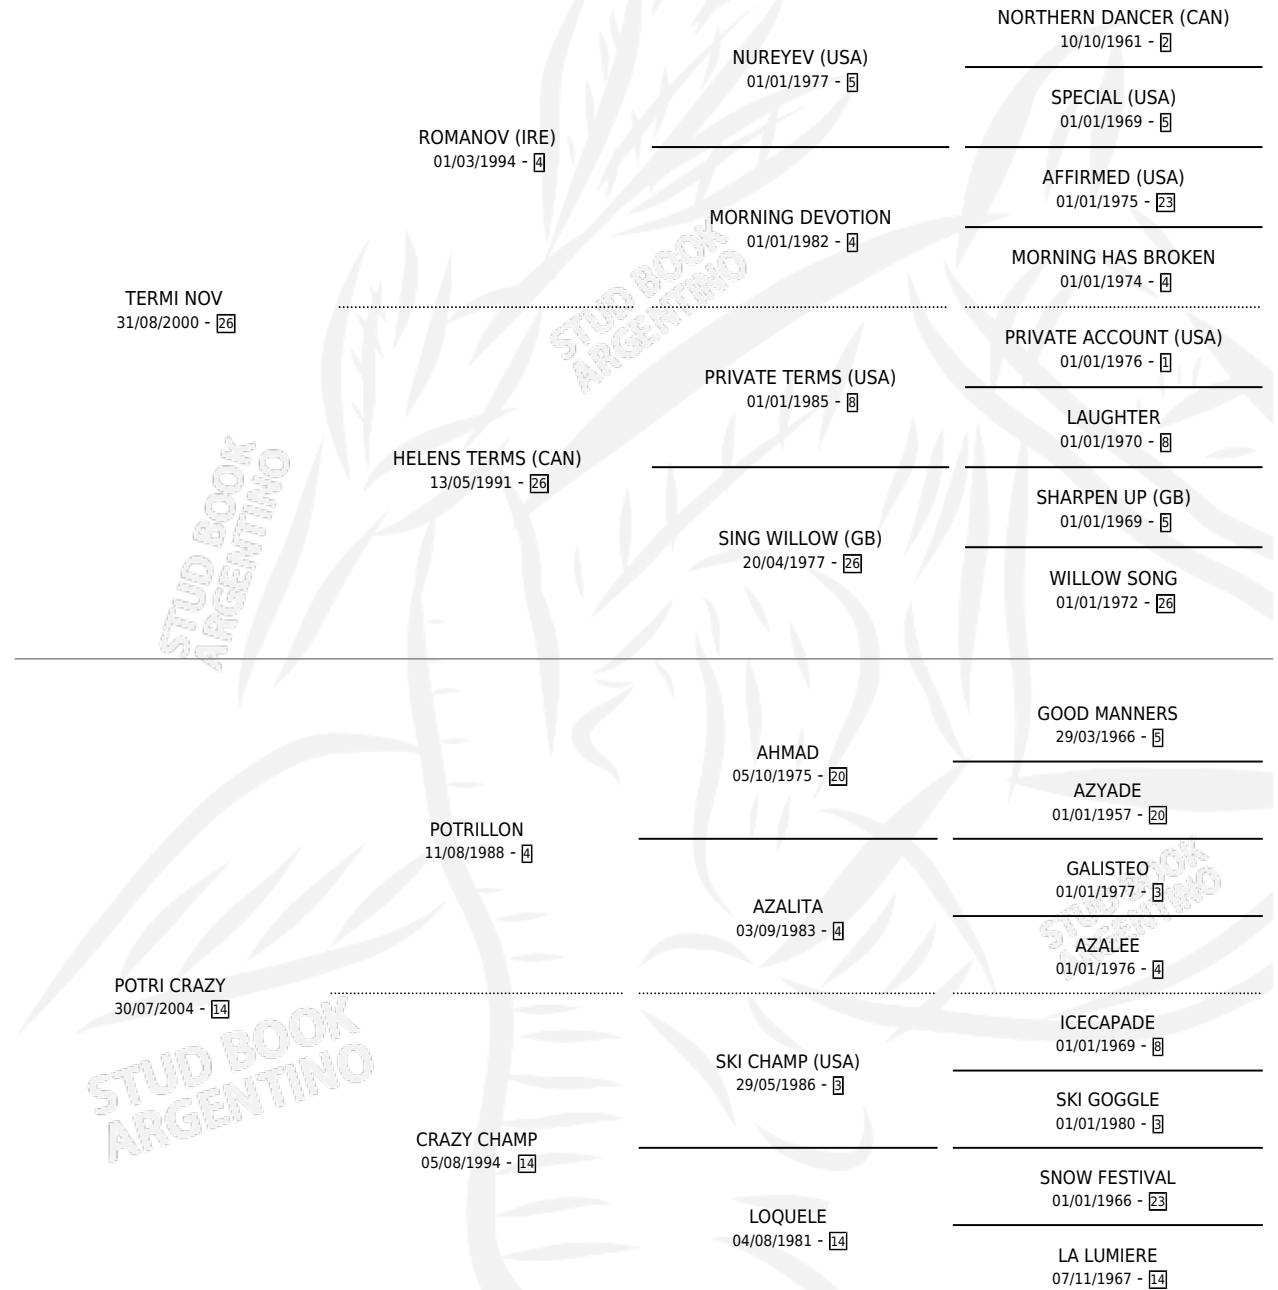 NORTHERN DANCER (CAN)
10/10/1961 - 2
NUREYEV (USA)
01/01/1977 - 5
SPECIAL (USA)
01/01/1969 - 5
ROMANOV (IRE)
01/03/1994 - 4
AFFIRMED (USA)
01/01/1975 - 23
MORNING DEVOTION
01/01/1982 - 4
MORNING HAS BROKEN
01/01/1974 - 4
TERMI NOV
31/08/2000 - 26
STUD BOOK
ARGENTINO
PRIVATE ACCOUNT (USA)
01/01/1976 - 1
PRIVATE TERMS (USA)
01/01/1985 - 8
LAUGHTER
01/01/1970 - 8
HELENS TERMS (CAN)
13/05/1991 - 26
SHARPEN UP (GB)
01/01/1969 - 5
SING WILLOW (GB)
20/04/1977 - 26
WILLOW SONG
01/01/1972 - 26
STUD BOOK
ARGENTINO
GOOD MANNERS
29/03/1966 - 5
AHMAD
05/10/1975 - 20
AZYADE
01/01/1957 - 20
POTRILLON
11/08/1988 - 4
GALISTEO
01/01/1977 - 3
AZALITA
03/09/1983 - 4
STUD BOOK
ARGENTINO
AZALEE
01/01/1976 - 4
POTRI CRAZY
30/07/2004 - 14
ICECAPADE
01/01/1969 - 8
SKI CHAMP (USA)
29/05/1986 - 3
STUD BOOK
ARGENTINO
SKI GOGGLE
01/01/1980 - 3
CRAZY CHAMP
05/08/1994 - 14
SNOW FESTIVAL
01/01/1966 - 23
LOQUELE
04/08/1981 - 14
LA LUMIERE
07/11/1967 - 14